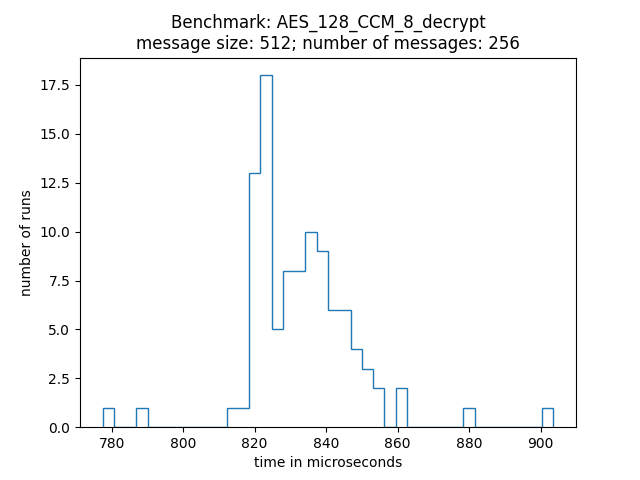 Benchmark: AES_128_CCM_8_decrypt
message size: 512; number of messages: 256
number of runs
17.5
15.0
12.5
10.0
7.5
5.0
2.5
0.0
780 800 820 840 860 880 900
time in microseconds